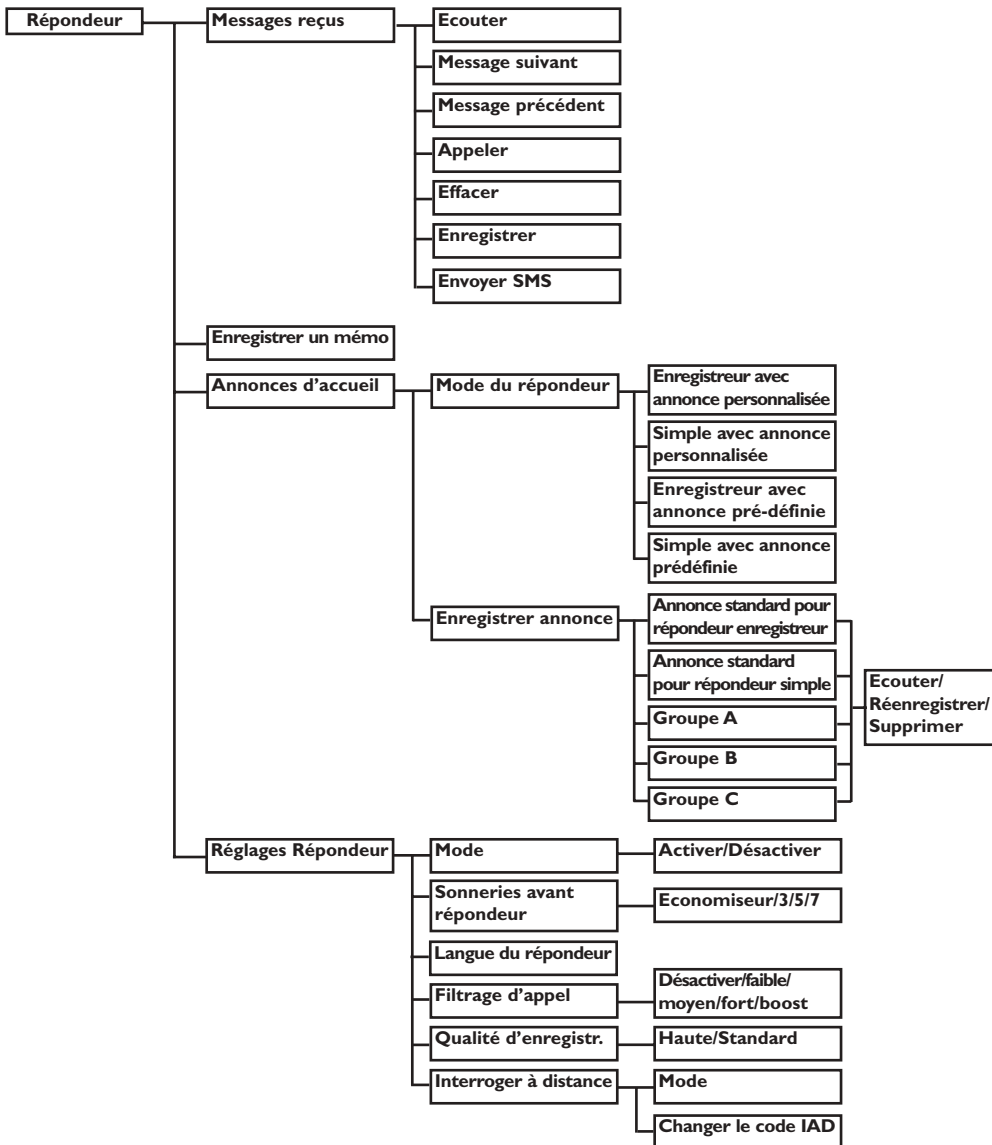 Répondeur
Messages reçus
Ecouter
Message suivant
Message précédent
Appeler
Effacer
Enregistrer
Envoyer SMS
Enregistrer un mémo
Annonces d’accueil
Mode du répondeur
Enregistreur avec
annonce personnalisée
Simple avec annonce
personnalisée
Enregistreur avec
annonce pré-définie
Simple avec annonce
prédéfinie
Enregistrer annonce
Annonce standard pour
répondeur enregistreur
Annonce standard
pour répondeur simple
Groupe A
Groupe B
Groupe C
Ecouter/
Réenregistrer/
Supprimer
Réglages Répondeur
Mode
Activer/Désactiver
Sonneries avant
répondeur
Economiseur/3/5/7
Langue du répondeur
Filtrage d’appel
Désactiver/faible/
moyen/fort/boost
Qualité d’enregistr.
Haute/Standard
Interroger à distance
Mode
Changer le code IAD